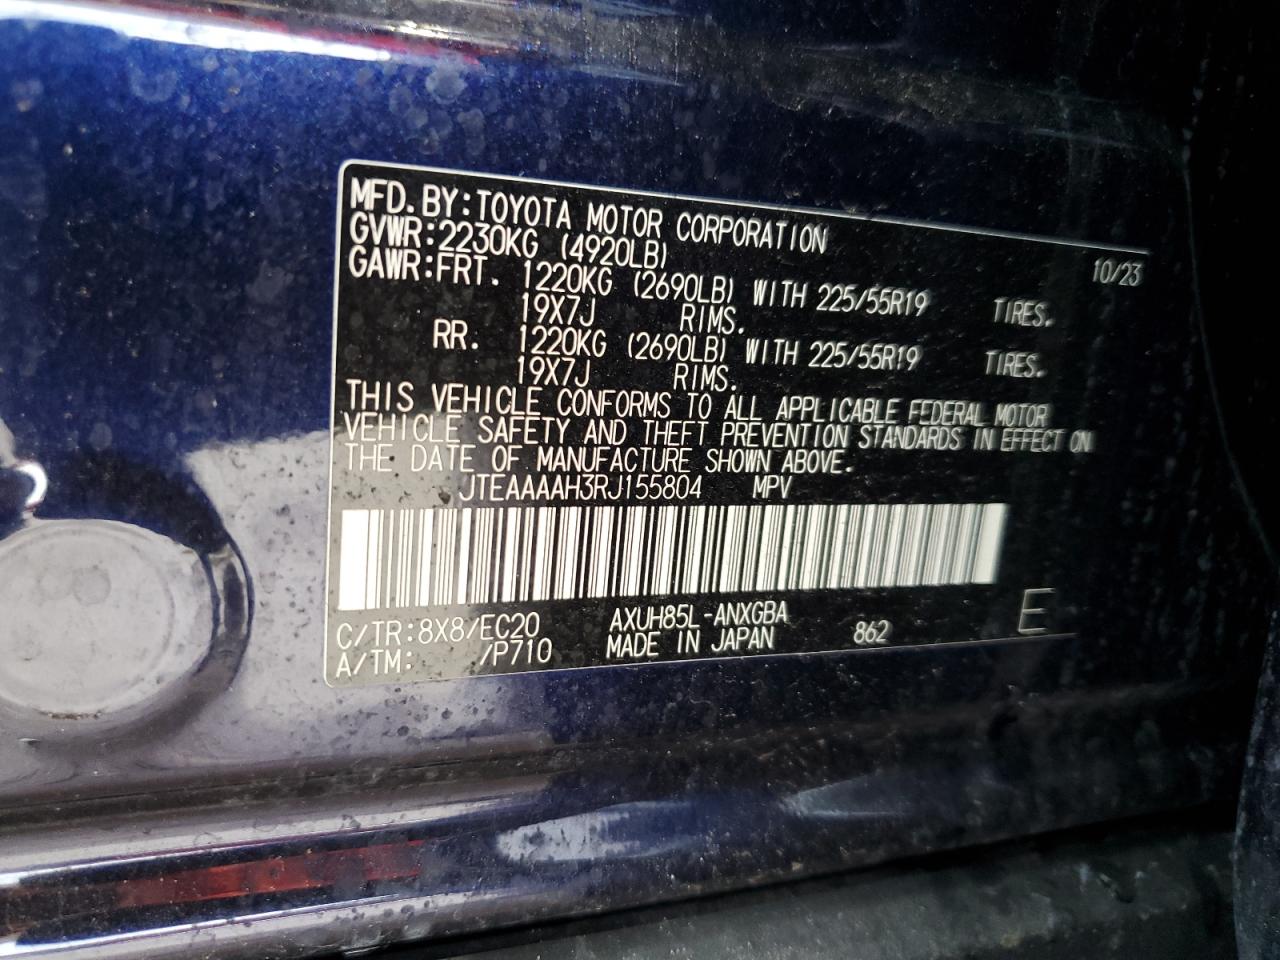 MFD.BY:TOYOTA MOTOR CORPORATION 10/23
GVWR:2230KG (4920LB)
GAWR:FRT. 1220KG (2690LB) WITH 225/55R19 TIRES.
19X7J RIMS.
RR. 1220KG (2690LB) WITH 225/55R19 TIRES.
19X7J RIMS.
THIS VEHICLE CONFORMS TO ALL APPLICABLE FEDERAL MOTOR
VEHICLE SAFETY AND THEFT PREVENTION STANDARDS IN EFFECT ON
THE DATE OF MANUFACTURE SHOWN ABOVE.
JTEAAAAH3RJ155804 MPV
C/TR:8X8/EC20 AXUH85L-ANXGBA 862 E
A/TM: /P710 MADE IN JAPAN